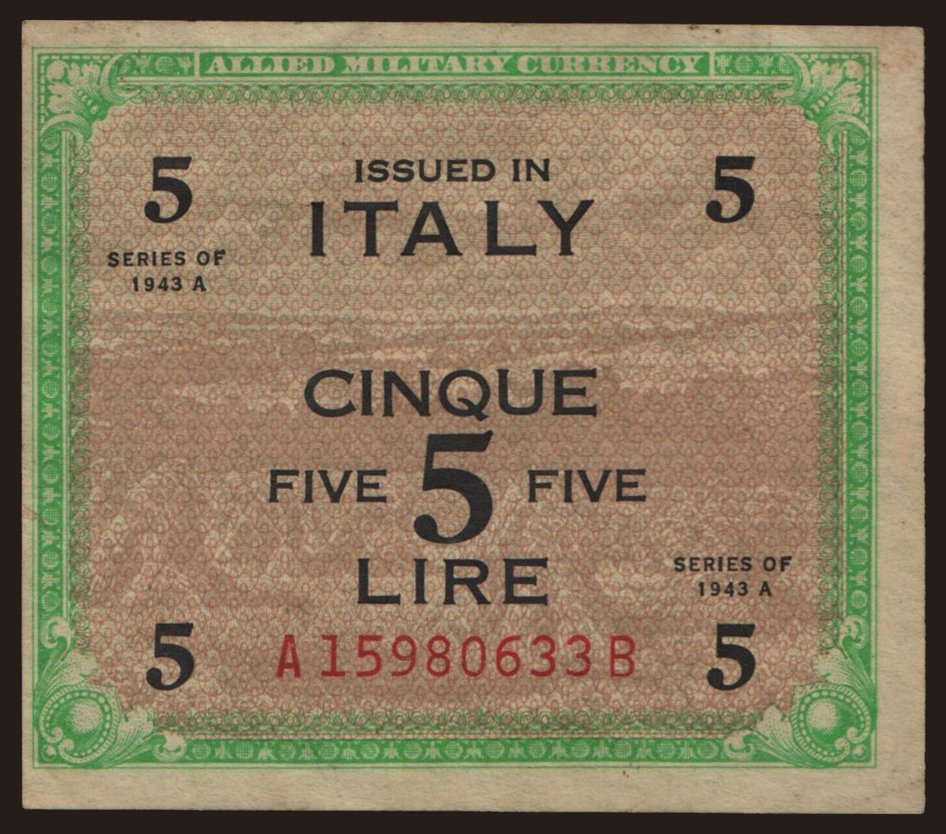 ALLIED MILITARY CURRENCY
5 ISSUED IN 5
ITALY
SERIES OF
1943 A
CINQUE
FIVE 5 FIVE
LIRE
SERIES OF
1943 A
5 A15980633B 5